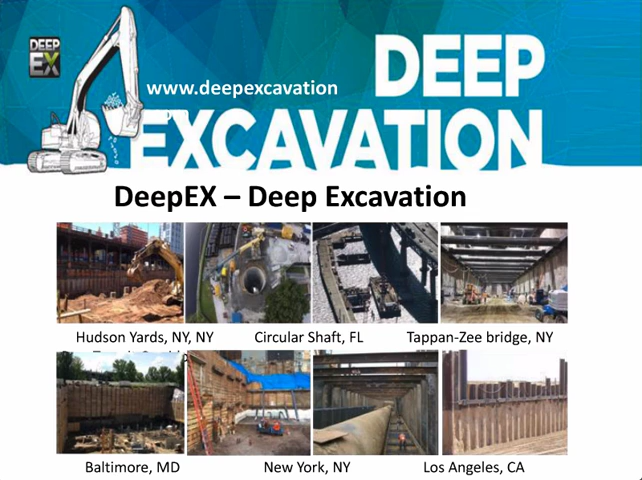 DEEP
EX
www.deepexcavation
DEEP
EXCAVATION
DeepEX – Deep Excavation
Hudson Yards, NY, NY
Circular Shaft, FL
Tappan-Zee bridge, NY
Baltimore, MD
New York, NY
Los Angeles, CA